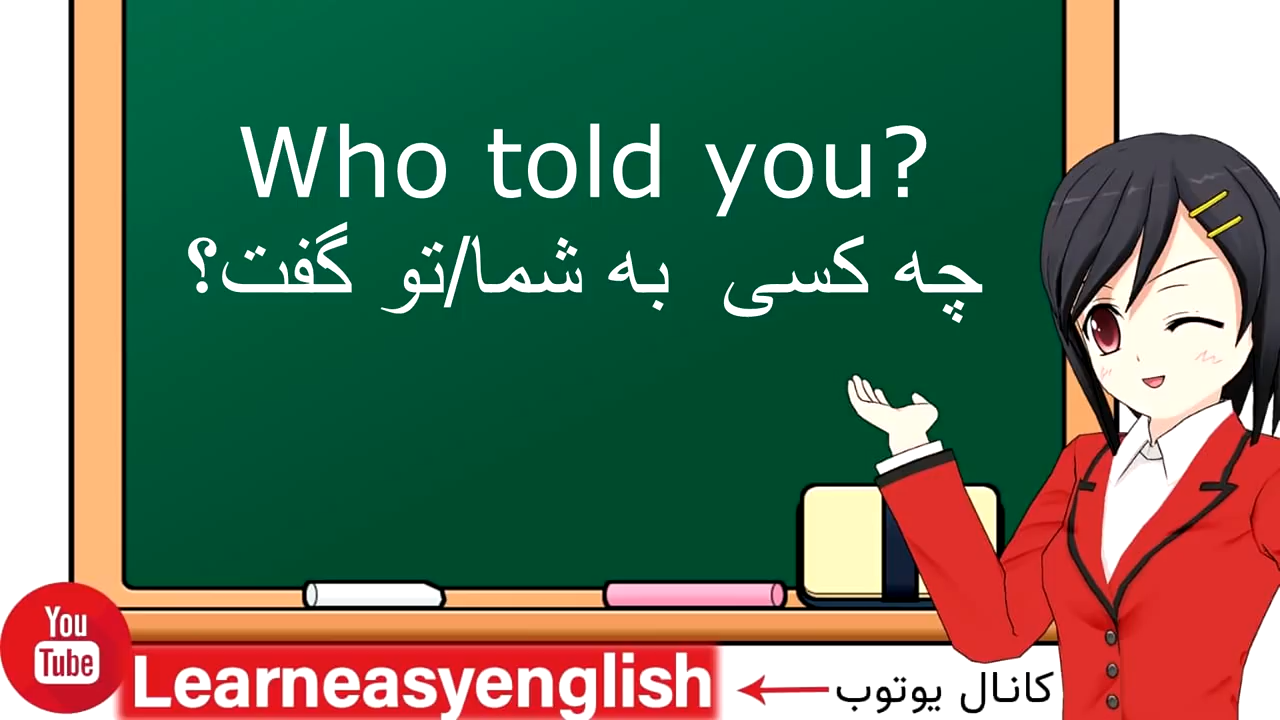 Who told you?
چه کسی به شما/تو گفت؟
You
Tube
Learneasyenglish
کانال یوتوب